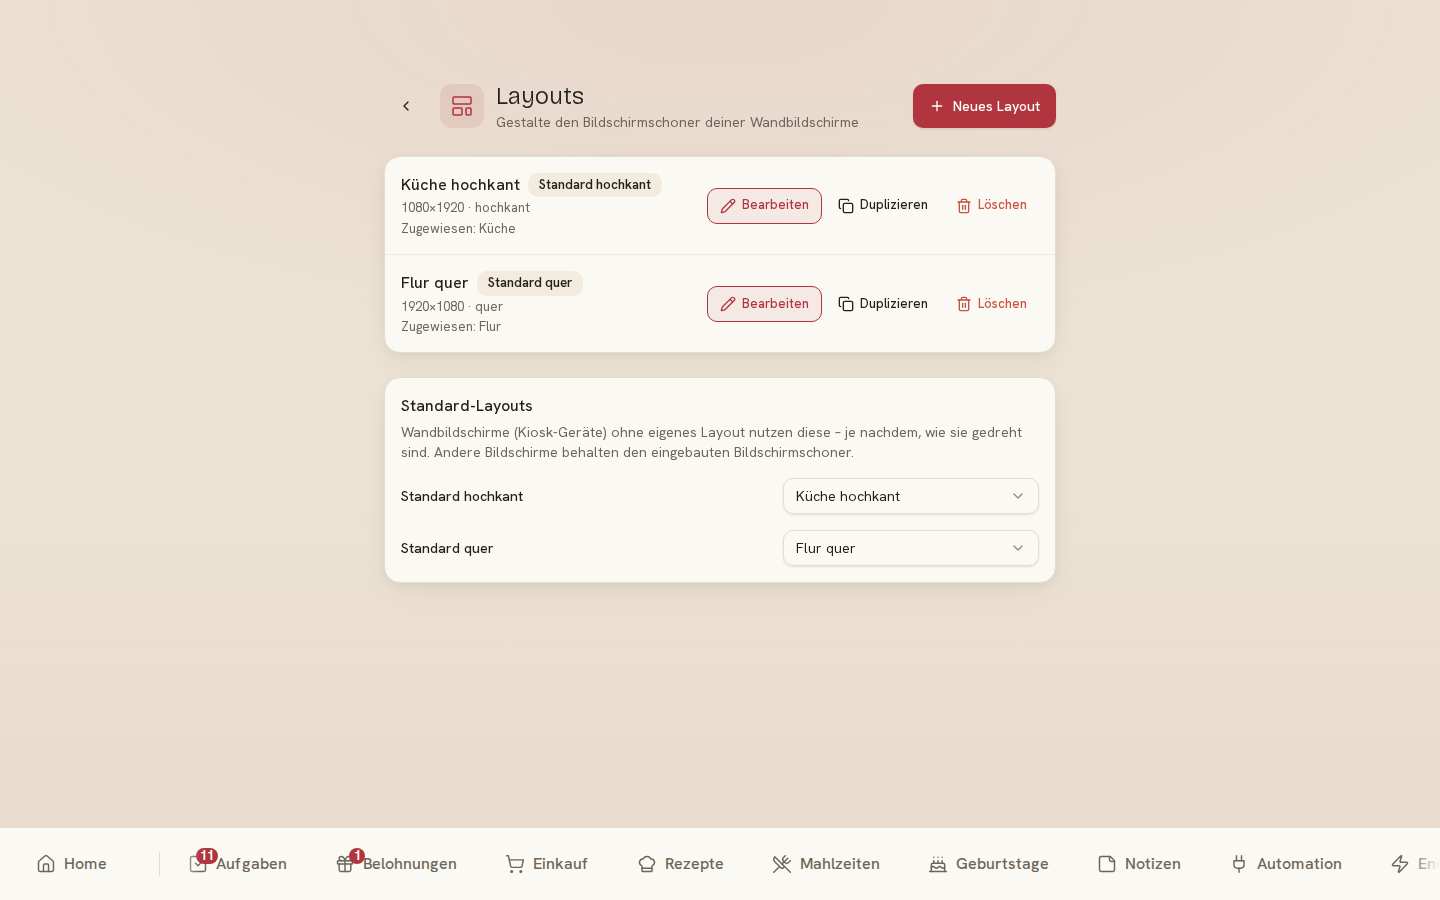 Layouts
Gestalte den Bildschirmschoner deiner Wandbildschirme
Neues Layout
Küche hochkant
Standard hochkant
1080×1920 · hochkant
Zugewiesen: Küche
Bearbeiten
Duplizieren
Löschen
Flur quer
Standard quer
1920×1080 · quer
Zugewiesen: Flur
Bearbeiten
Duplizieren
Löschen
Standard-Layouts
Wandbildschirme (Kiosk-Geräte) ohne eigenes Layout nutzen diese – je nachdem, wie sie gedreht
sind. Andere Bildschirme behalten den eingebauten Bildschirmschoner.
Standard hochkant
Küche hochkant
Standard quer
Flur quer
Home
11
Aufgaben
1
Belohnungen
Einkauf
Rezepte
Mahlzeiten
Geburtstage
Notizen
Automation